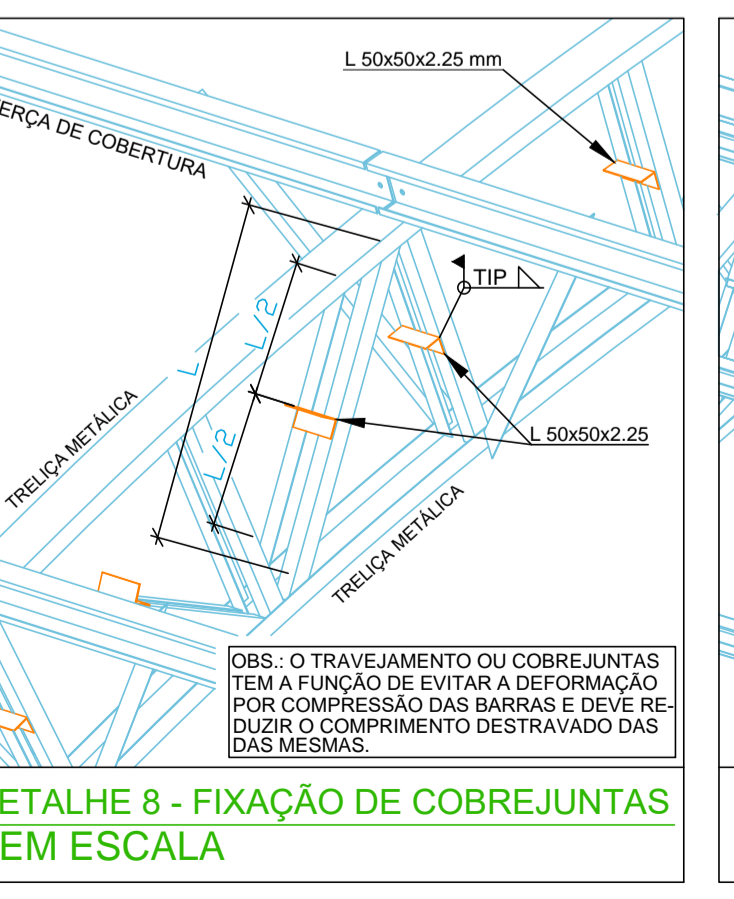 L 50x50x2.25 mm
ERÇA DE COBERTURA
TIP
L
L/2
L/2
L 50x50x2.25
TRELIÇA METÁLICA
TRELIÇA METÁLICA
OBS.: O TRAVEJAMENTO OU COBREJUNTAS
TEM A FUNÇÃO DE EVITAR A DEFORMAÇÃO
POR COMPRESSÃO DAS BARRAS E DEVE RE-
DUZIR O COMPRIMENTO DESTRAVADO DAS
DAS MESMAS.
ETALHE 8 - FIXAÇÃO DE COBREJUNTAS
EM ESCALA